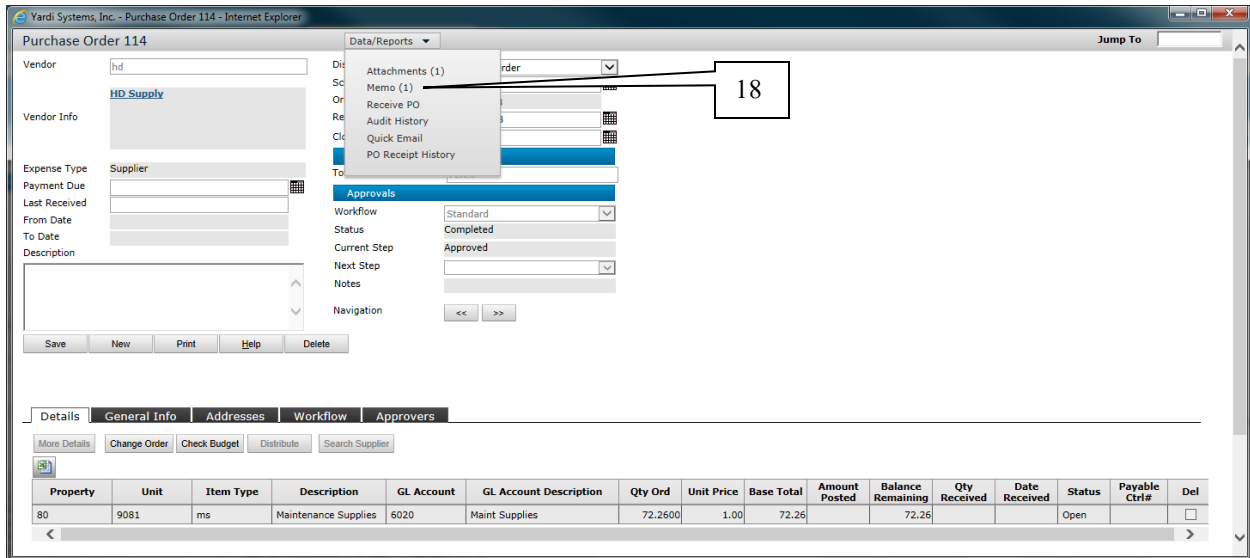 Yardi Systems, Inc. - Purchase Order 114 - Internet Explorer
Purchase Order 114 Data/Reports Jump To
Vendor hd
HD Supply
Vendor Info
Expense Type Supplier
Payment Due
Last Received
From Date
To Date
Description
Attachments (1)
Memo (1)
Receive PO
Audit History
Quick Email
PO Receipt History
18
Approvals
Workflow Standard
Status Completed
Current Step Approved
Next Step
Notes
Navigation << >>
Save New Print Help Delete
Details General Info Addresses Workflow Approvers
More Details Change Order Check Budget Distribute Search Supplier
Property Unit Item Type Description GL Account GL Account Description Qty Ord Unit Price Base Total Amount Posted Balance Remaining Qty Received Date Received Status Payable Ctrl# Del
80 9081 ms Maintenance Supplies 6020 Maint Supplies 72.2600 1.00 72.26 72.26 Open